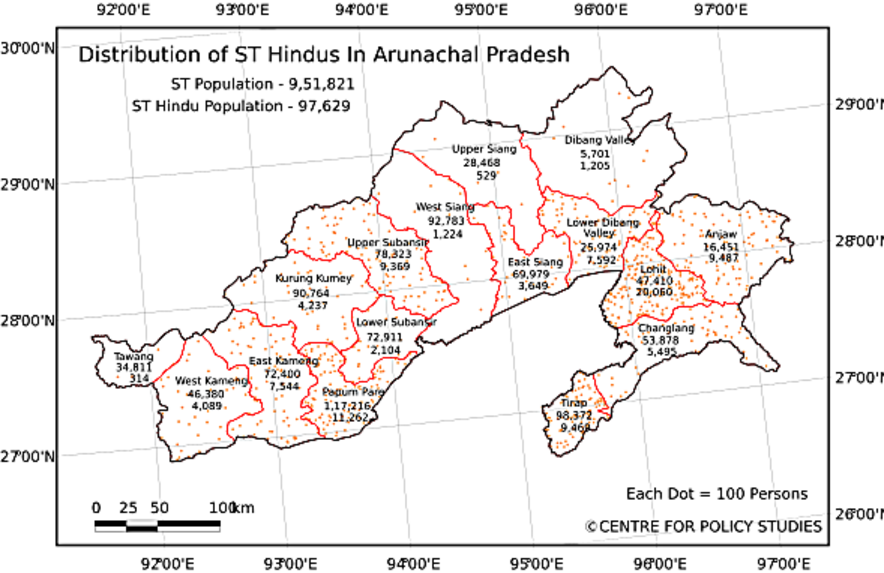 92°00'E 93°00'E 94°00'E 95°00'E 96°00'E 97°00'E
30°00'N
Distribution of ST Hindus In Arunachal Pradesh
ST Population - 9,51,821
ST Hindu Population - 97,629
29°00'N
Upper Siang
28,468
529
Dibang Valley
5,701
1,205
29°00'N
West Siang
92,783
1,224
Lower Dibang
Valley
25,974
7,592
Anjaw
16,451
9,487
28°00'N
Upper Subansiri
78,323
9,369
East Siang
69,979
3,649
Lohit
47,410
20,060
Kurung Kumey
90,764
4,237
28°00'N
Lower Subansiri
72,911
2,104
Changlang
53,878
5,495
Tawang
34,811
314
West Kameng
46,380
4,089
East Kameng
72,400
7,544
Papum Pare
1,17,216
11,262
27°00'N
Tirap
98,372
27°00'N
Each Dot = 100 Persons
0 25 50 100km
©CENTRE FOR POLICY STUDIES
26°00'N
92°00'E 93°00'E 94°00'E 95°00'E 96°00'E 97°00'E